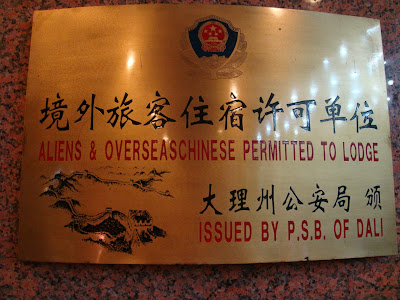 境外旅客住宿许可单位
ALIENS & OVERSEASCHINESE PERMITTED TO LODGE
大理州公安局 颁
ISSUED BY P.S.B. OF DALI